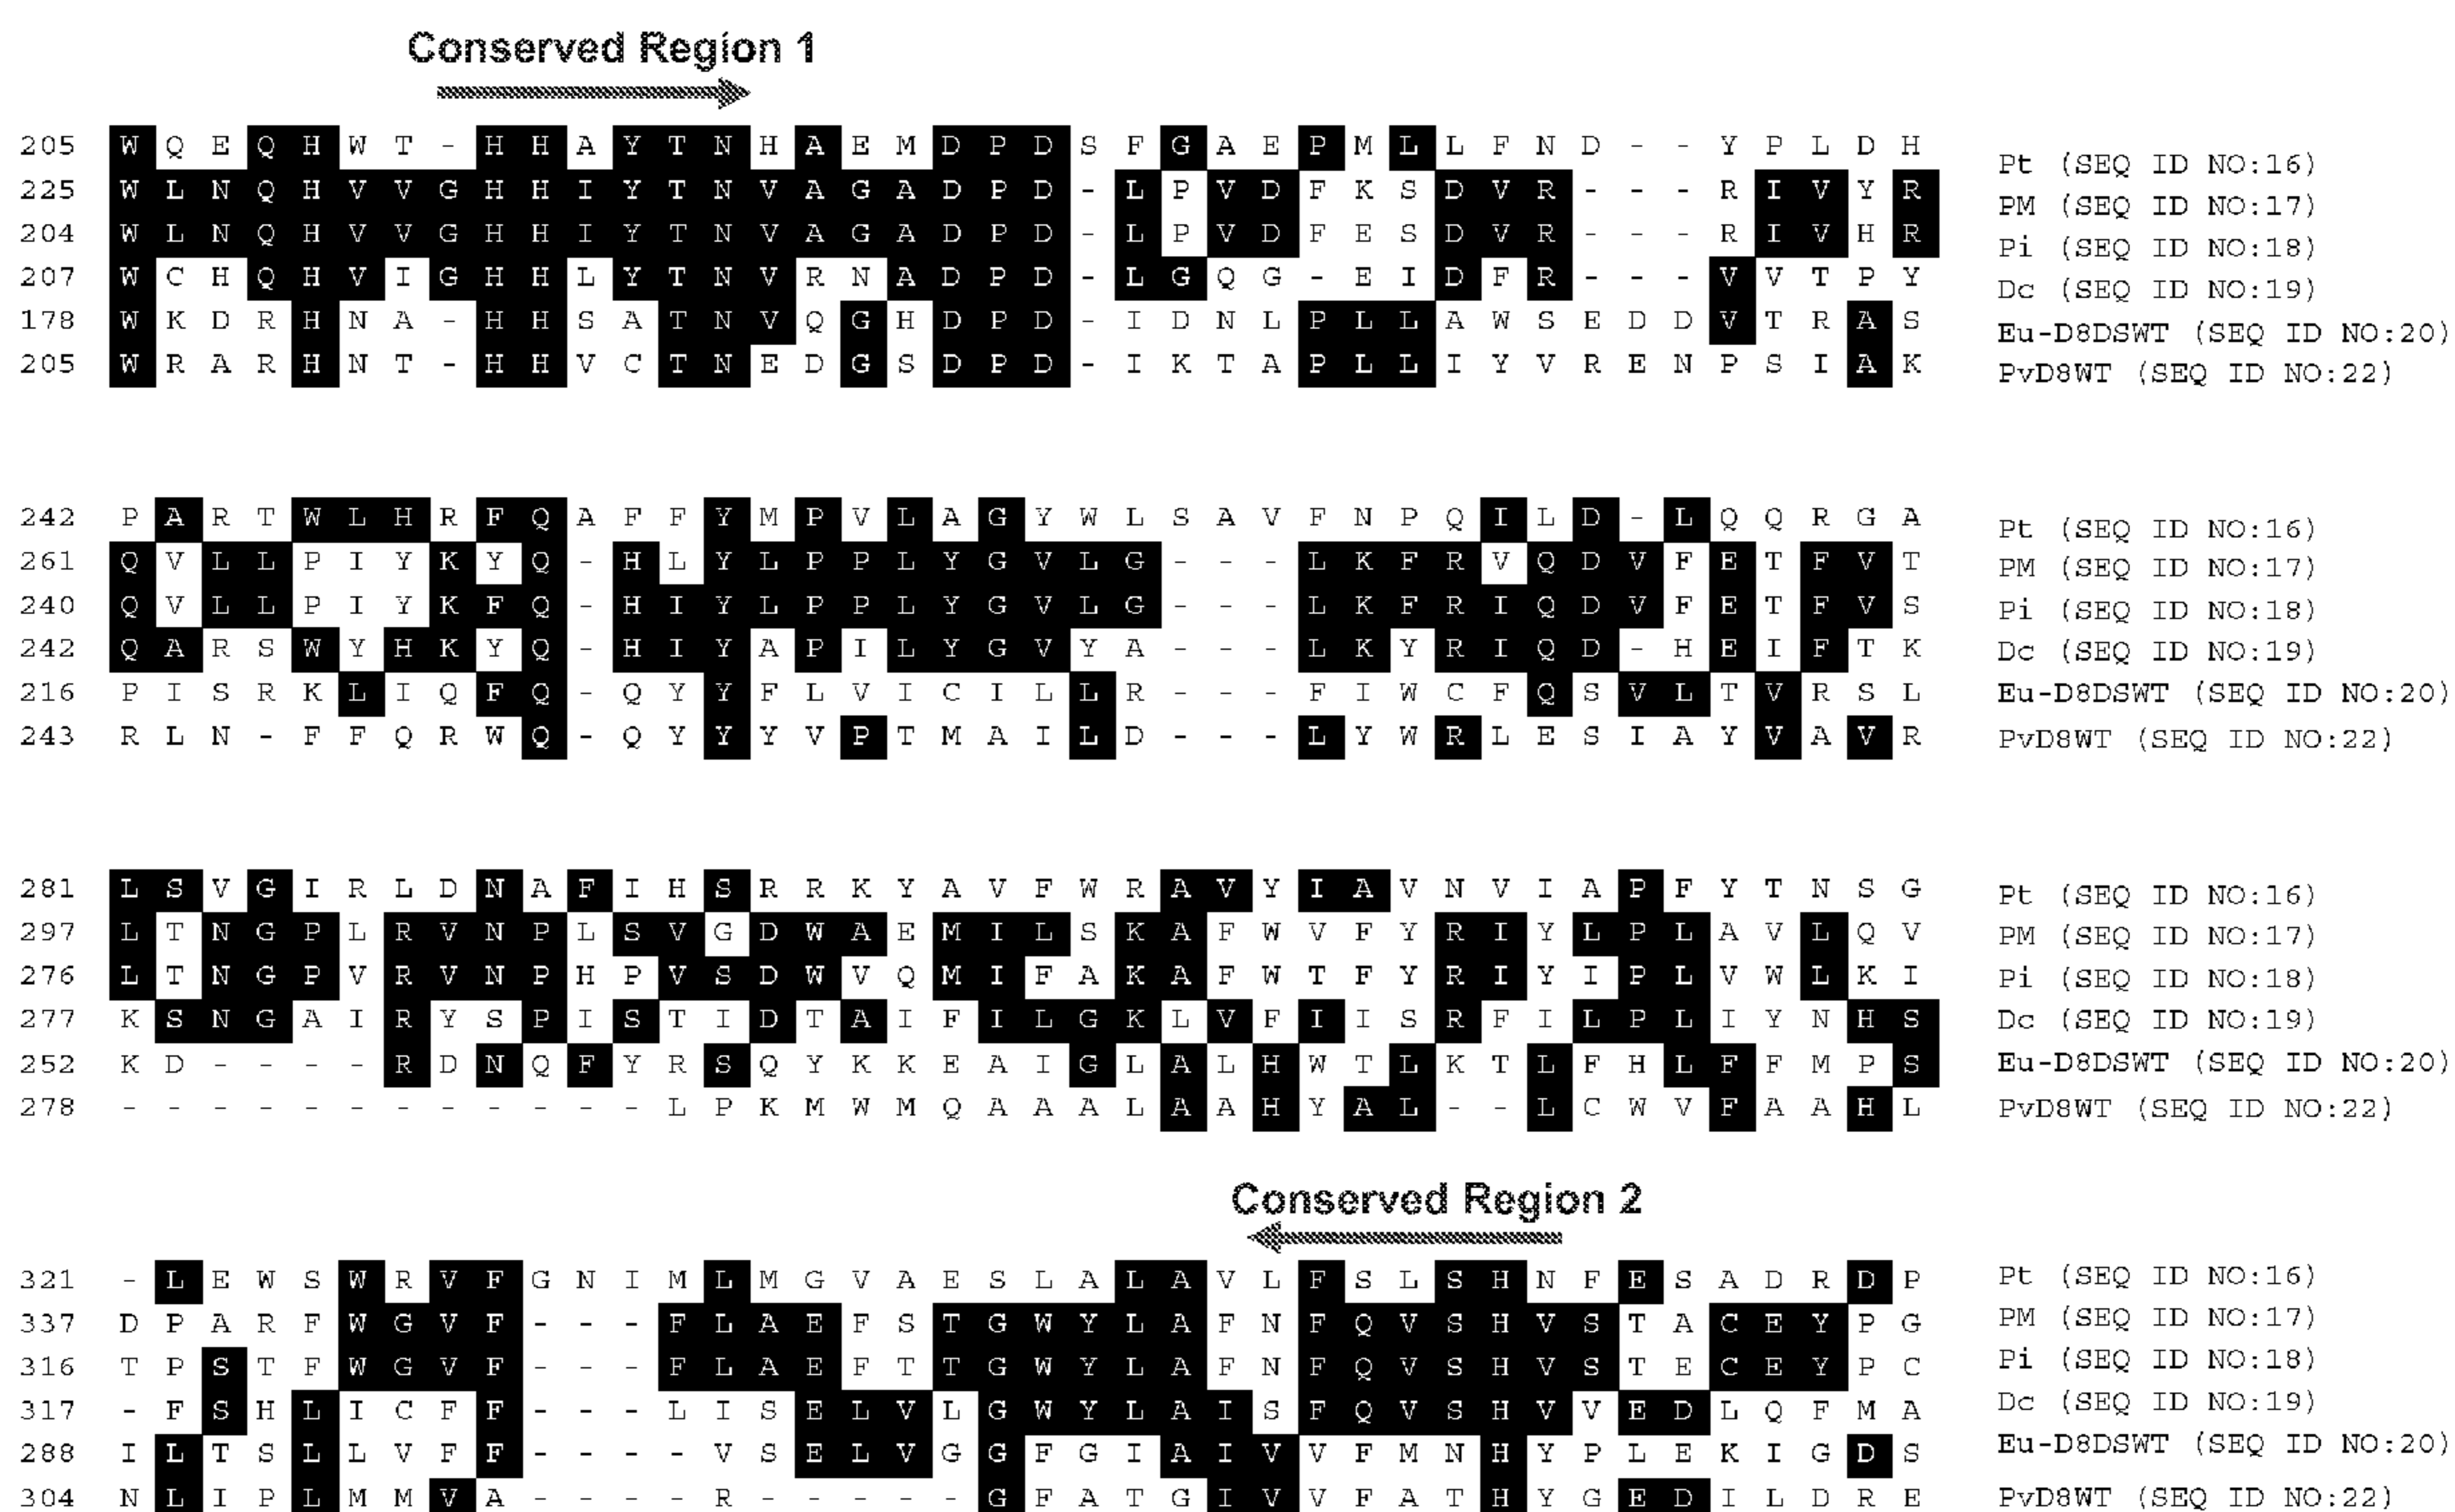 Conserved Region 1
205 W Q E Q H W T - H H A Y T N H A E M D P D S F G A E P M L L F N D - - Y P L D H Pt (SEQ ID NO:16)
225 W L N Q H V V G H H I Y T N V A G A D P D - L P V D F K S D V R - - - R I V Y R PM (SEQ ID NO:17)
204 W L N Q H V V G H H I Y T N V A G A D P D - L P V D F E S D V R - - - R I V H R Pi (SEQ ID NO:18)
207 W C H Q H V I G H H L Y T N V R N A D P D - L G Q G - E I D F R - - - V V T P Y Dc (SEQ ID NO:19)
178 W K D R H N A - H H S A T N V Q G H D P D - I D N L P L L A W S E D D V T R A S Eu-D8DSWT (SEQ ID NO:20)
205 W R A R H N T - H H V C T N E D G S D P D - I K T A P L L I Y V R E N P S I A K PvD8WT (SEQ ID NO:22)
242 P A R T W L H R F Q A F F Y M P V L A G Y W L S A V F N P Q I L D - L Q Q R G A Pt (SEQ ID NO:16)
261 Q V L L P I Y K Y Q - H L Y L P P L Y G V L G - - - L K F R V Q D V F E T F V T PM (SEQ ID NO:17)
240 Q V L L P I Y K F Q - H I Y L P P L Y G V L G - - - L K F R I Q D V F E T F V S Pi (SEQ ID NO:18)
242 Q A R S W Y H K Y Q - H I Y A P I L Y G V Y A - - - L K Y R I Q D - H E I F T K Dc (SEQ ID NO:19)
216 P I S R K L I Q F Q - Q Y Y F L V I C I L L R - - - F I W C F Q S V L T V R S L Eu-D8DSWT (SEQ ID NO:20)
243 R L N - F F Q R W Q - Q Y Y Y V P T M A I L D - - - L Y W R L E S I A Y V A V R PvD8WT (SEQ ID NO:22)
281 L S V G I R L D N A F I H S R R K Y A V F W R A V Y I A V N V I A P F Y T N S G Pt (SEQ ID NO:16)
297 L T N G P L R V N P L S V G D W A E M I L S K A F W V F Y R I Y L P L A V L Q V PM (SEQ ID NO:17)
276 L T N G P V R V N P H P V S D W V Q M I F A K A F W T F Y R I Y I P L V W L K I Pi (SEQ ID NO:18)
277 K S N G A I R Y S P I S T I D T A I F I L G K L V F I I S R F I L P L I Y N H S Dc (SEQ ID NO:19)
252 K D - - - - R D N Q F Y R S Q Y K K E A I G L A L H W T L K T L F H L F F M P S Eu-D8DSWT (SEQ ID NO:20)
278 - - - - - - - - - - - - L P K M W M Q A A A L A A H Y A L - - L C W V F A A H L PvD8WT (SEQ ID NO:22)
Conserved Region 2
321 - L E W S W R V F G N I M L M G V A E S L A L A V L F S L S H N F E S A D R D P Pt (SEQ ID NO:16)
337 D P A R F W G V F - - - F L A E F S T G W Y L A F N F Q V S H V S T A C E Y P G PM (SEQ ID NO:17)
316 T P S T F W G V F - - - F L A E F T T G W Y L A F N F Q V S H V S T E C E Y P C Pi (SEQ ID NO:18)
317 - F S H L I C F F - - - L I S E L V L G W Y L A I S F Q V S H V V E D L Q F M A Dc (SEQ ID NO:19)
288 I L T S L L V F F - - - - V S E L V G G F G I A I V V F M N H Y P L E K I G D S Eu-D8DSWT (SEQ ID NO:20)
304 N L I P L M M V A - - - - R - - - - - G F A T G I V V F A T H Y G E D I L D R E PvD8WT (SEQ ID NO:22)